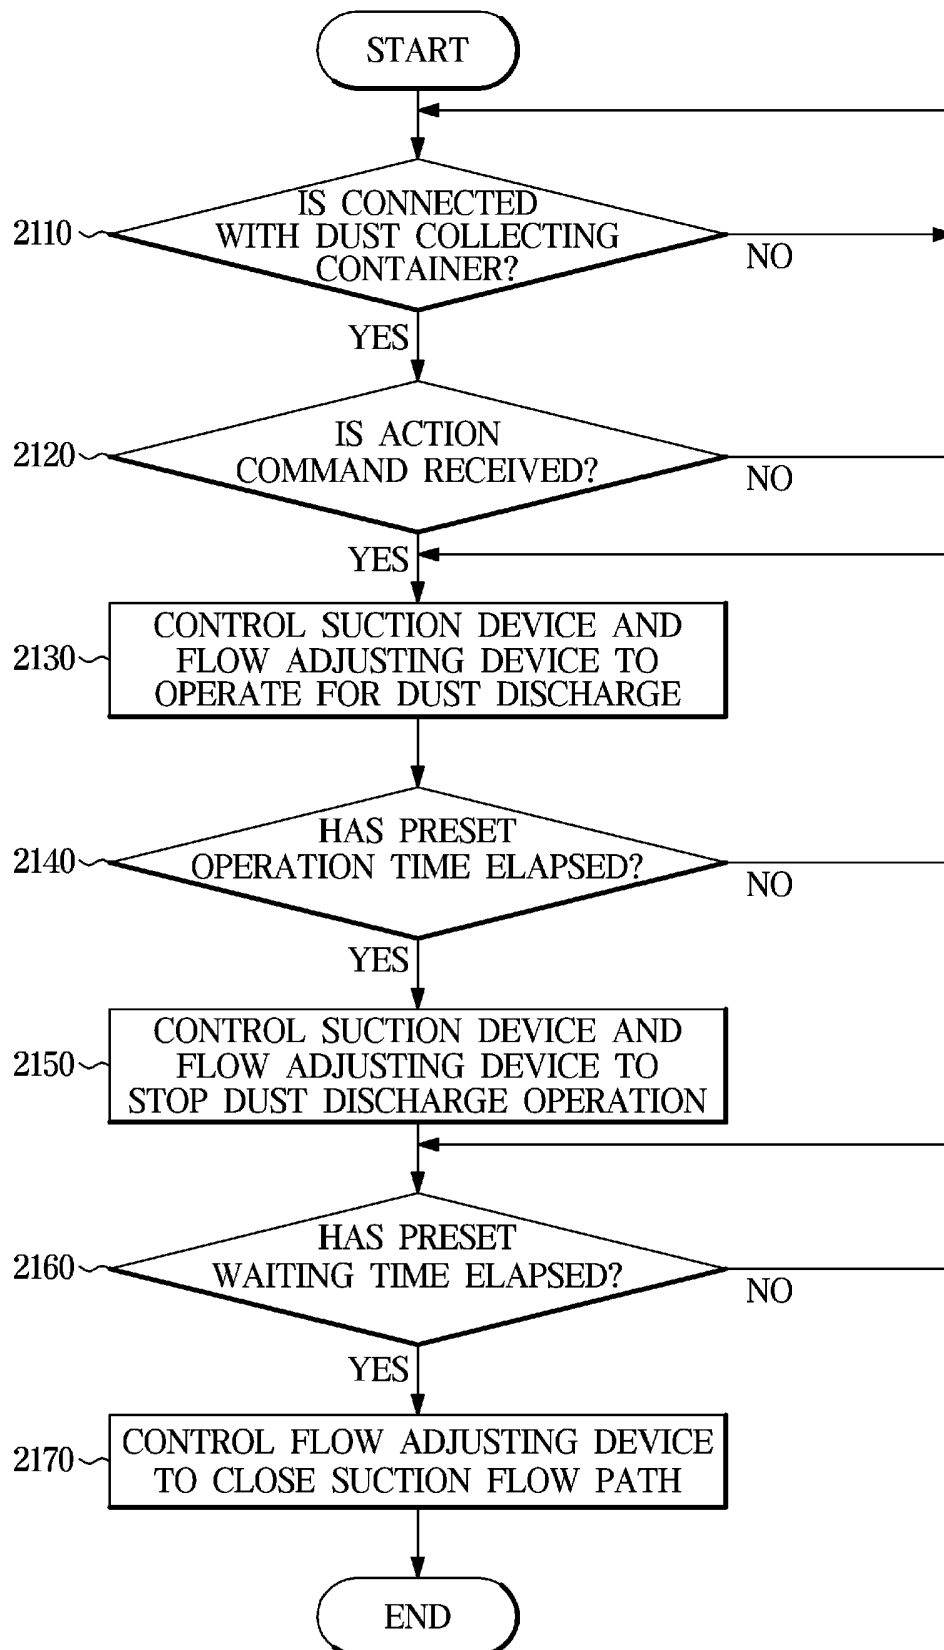 START
IS CONNECTED
WITH DUST COLLECTING
CONTAINER?
2110
NO
YES
IS ACTION
COMMAND RECEIVED?
2120
NO
YES
CONTROL SUCTION DEVICE AND
FLOW ADJUSTING DEVICE TO
OPERATE FOR DUST DISCHARGE
2130
HAS PRESET
OPERATION TIME ELAPSED?
2140
NO
YES
CONTROL SUCTION DEVICE AND
FLOW ADJUSTING DEVICE TO
STOP DUST DISCHARGE OPERATION
2150
HAS PRESET
WAITING TIME ELAPSED?
2160
NO
YES
CONTROL FLOW ADJUSTING DEVICE
TO CLOSE SUCTION FLOW PATH
2170
END